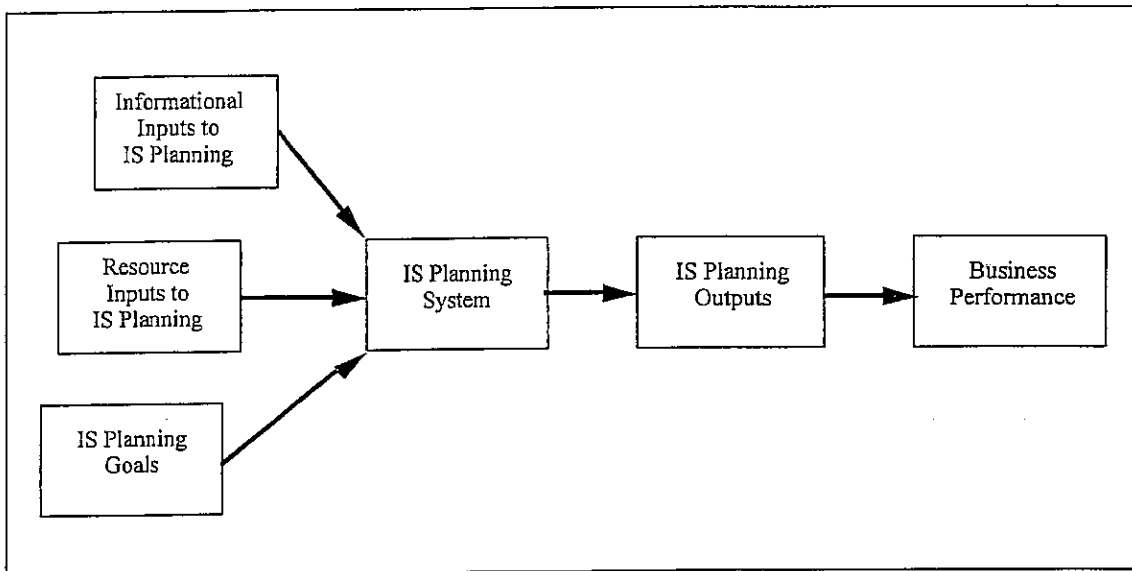 Informational
Inputs to
IS Planning
Resource
Inputs to
IS Planning
IS Planning
Goals
IS Planning
System
IS Planning
Outputs
Business
Performance